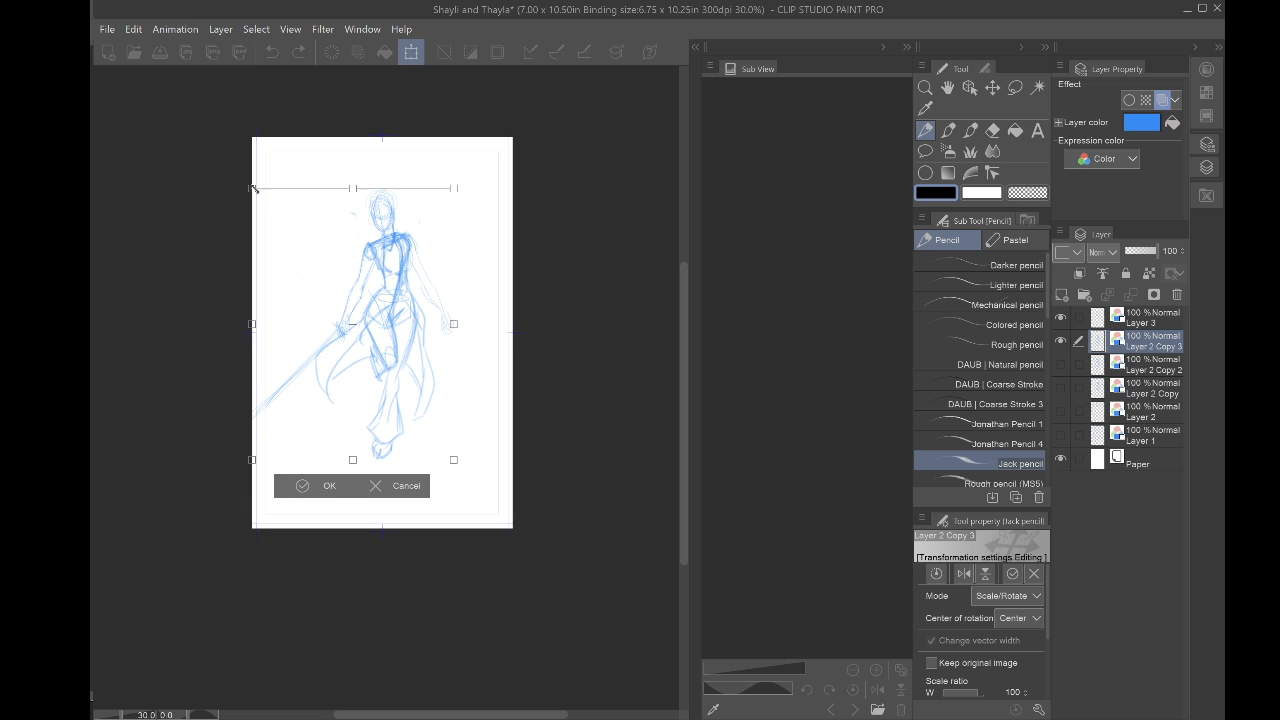 Shayli and Thayla* (7.00 x 10.50in Binding size:6.75 x 10.25in 300dpi 30.0%) - CLIP STUDIO PAINT PRO
File Edit Animation Layer Select View Filter Window Help
Sub View
Tool
Layer Property
Effect
Layer color
Expression color
Color
Sub Tool [Pencil]
Pencil
Pastel
Darker pencil
Lighter pencil
Mechanical pencil
Colored pencil
Rough pencil
DAUB | Natural pencil
DAUB | Coarse Stroke
DAUB | Coarse Stroke 3
Jonathan Pencil 1
Jonathan Pencil 4
Jack pencil
Rough pencil (MS5)
Layer
Norm
100
100 % Normal
Layer 3
100 % Normal
Layer 2 Copy 3
100 % Normal
Layer 2 Copy 2
100 % Normal
Layer 2 Copy
100 % Normal
Layer 2
100 % Normal
Layer 1
Paper
OK
Cancel
Tool property [Jack pencil]
Layer 2 Copy 3
[Transformation settings Editing ]
Mode
Scale/Rotate
Center of rotation
Center
Change vector width
Keep original image
Scale ratio
W
100
30.0
0.0